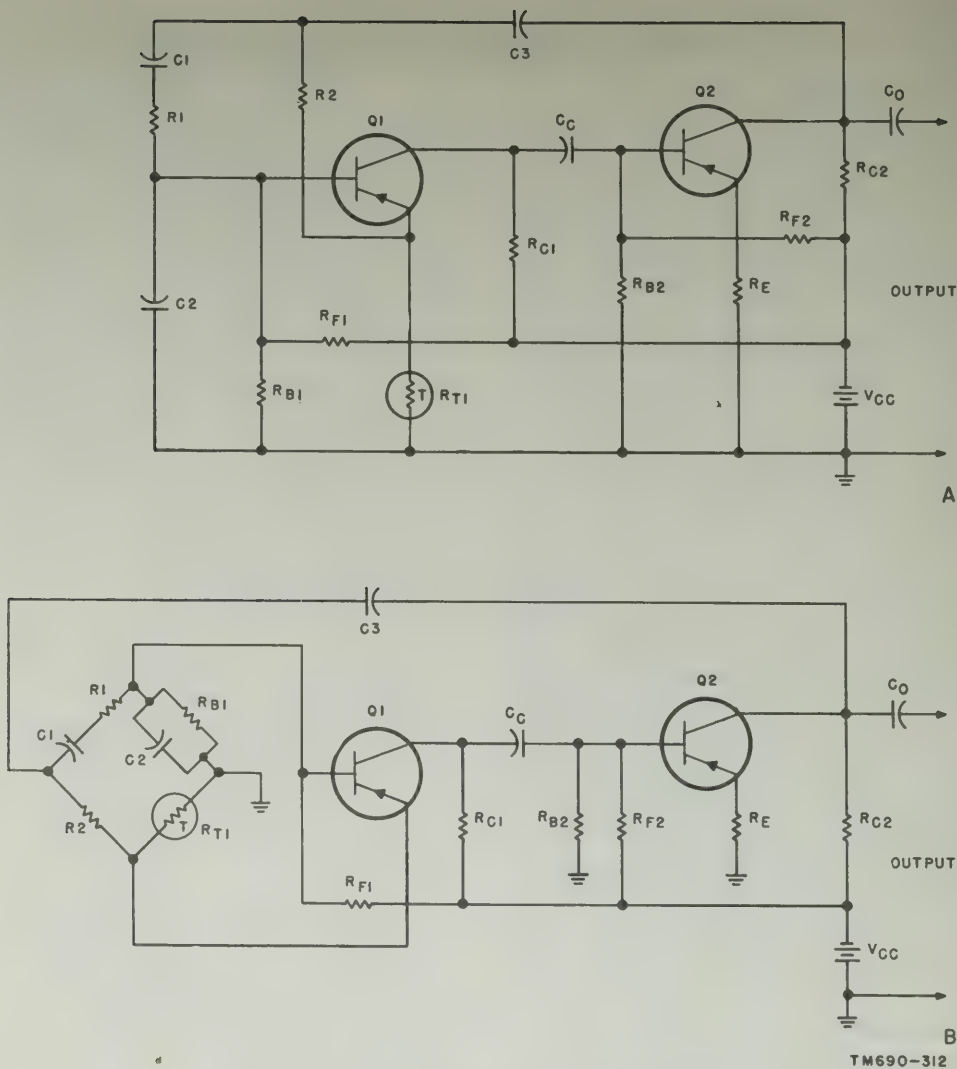 C3
C1
R2
R1
Q1
CC
Q2
CO
RC2
RF2
RC1
C2
RB2
RE
OUTPUT
RF1
RB1
T
RT1
VCC
A
C3
Q2
CO
R1
RB1
Q1
CC
C1
C2
R2
T
RT1
RC1
RB2
RF2
RE
RC2
RF1
OUTPUT
VCC
B
TM690-312